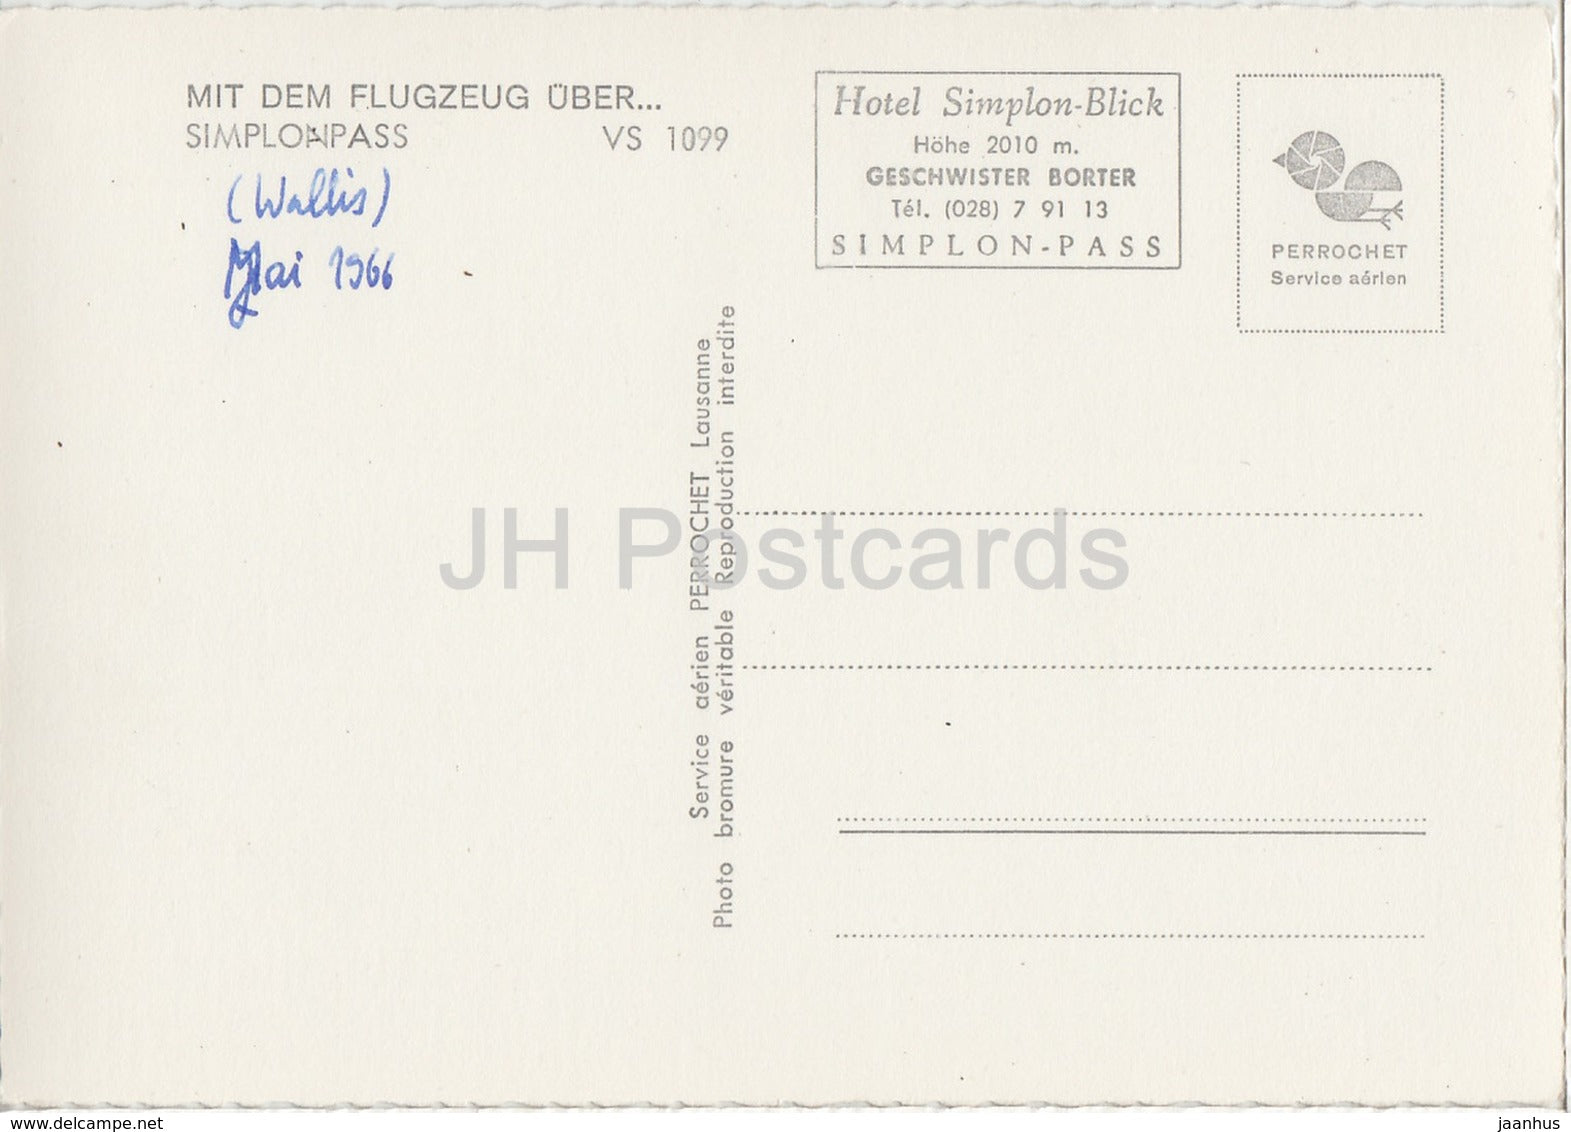 MIT DEM FLUGZEUG ÜBER...
SIMPLONPASS VS 1099
(Wallis)
Mai 1966
Hotel Simplon-Blick
Höhe 2010 m.
GESCHWISTER BORTER
Tél. (028) 7 91 13
SIMPLON-PASS
PERROCHET
Service aérien
Service aérien PERROCHET Lausanne
Photo bromure véritable Reproduction interdite
JH Postcards
www.delcampe.net
jaanhus